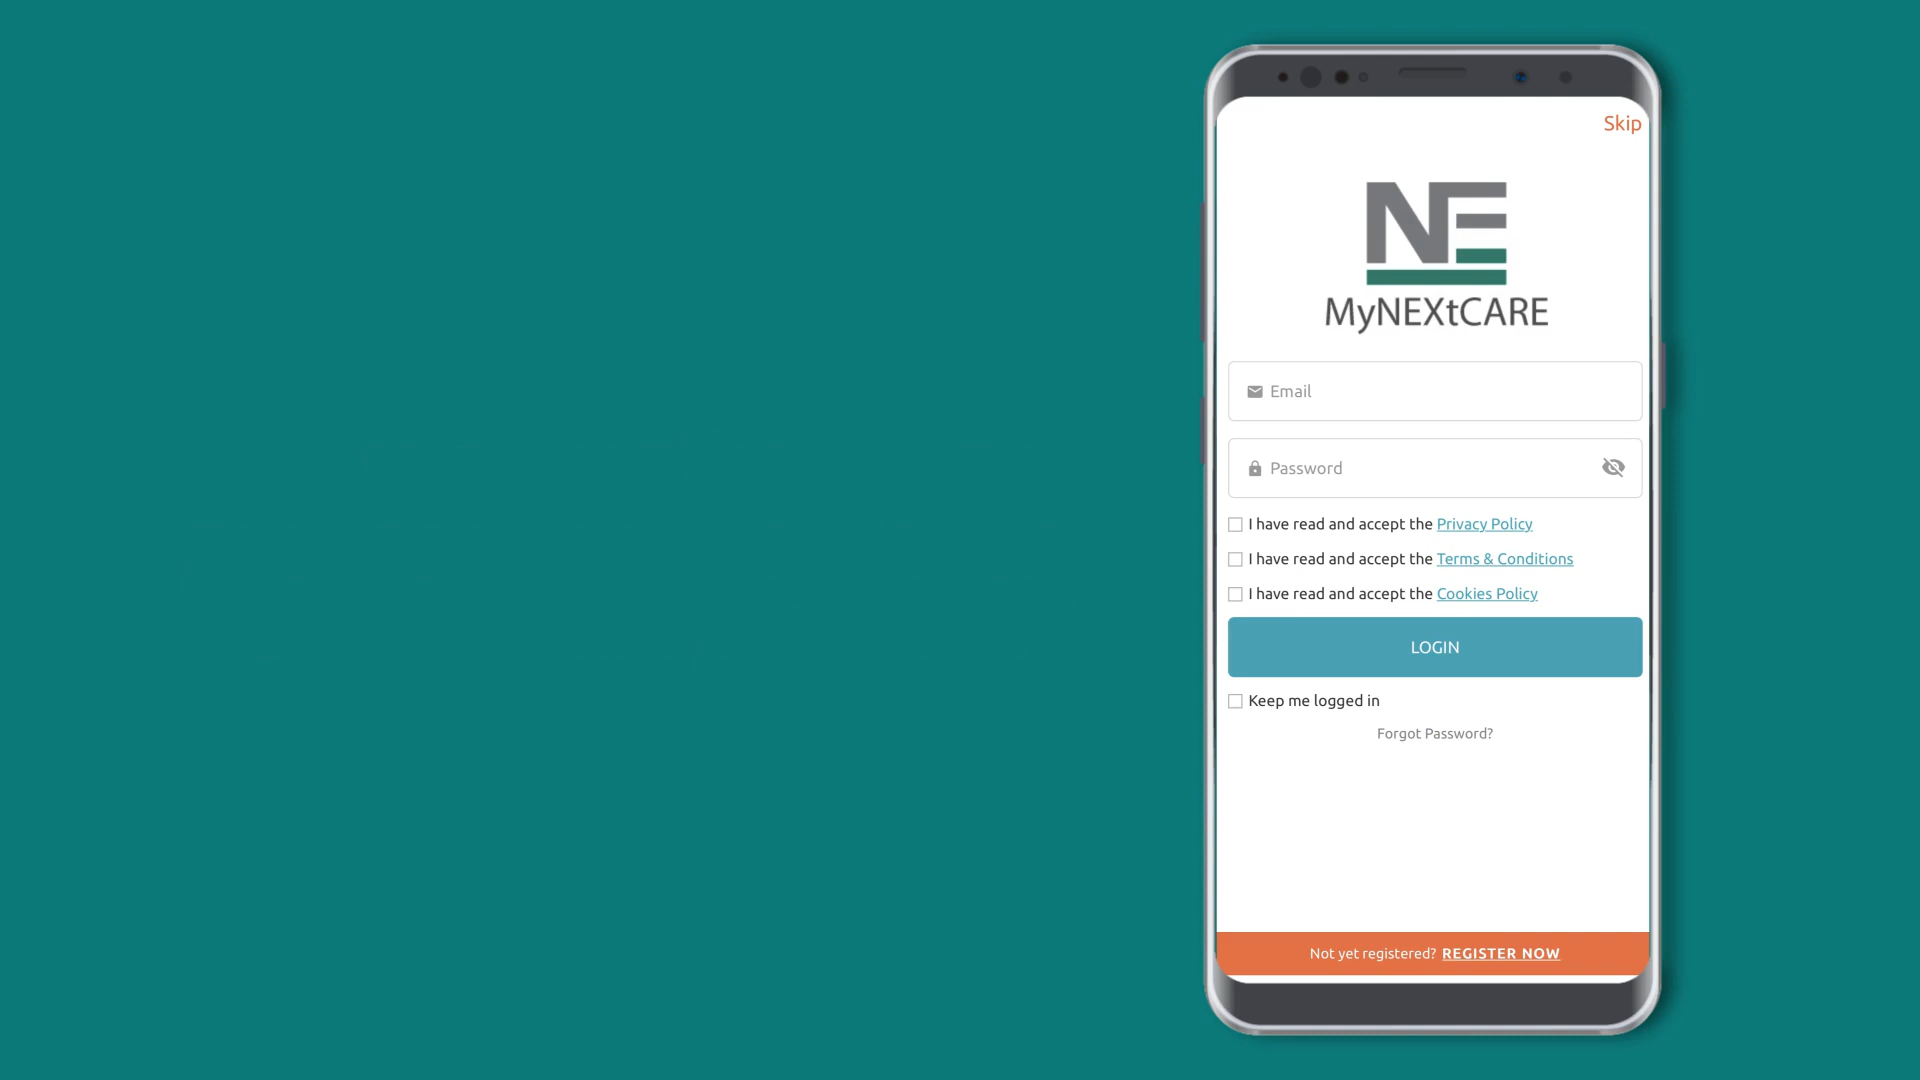 Skip
NE
MyNEXtCARE
Email
Password
I have read and accept the Privacy Policy
I have read and accept the Terms & Conditions
I have read and accept the Cookies Policy
LOGIN
Keep me logged in
Forgot Password?
Not yet registered? REGISTER NOW